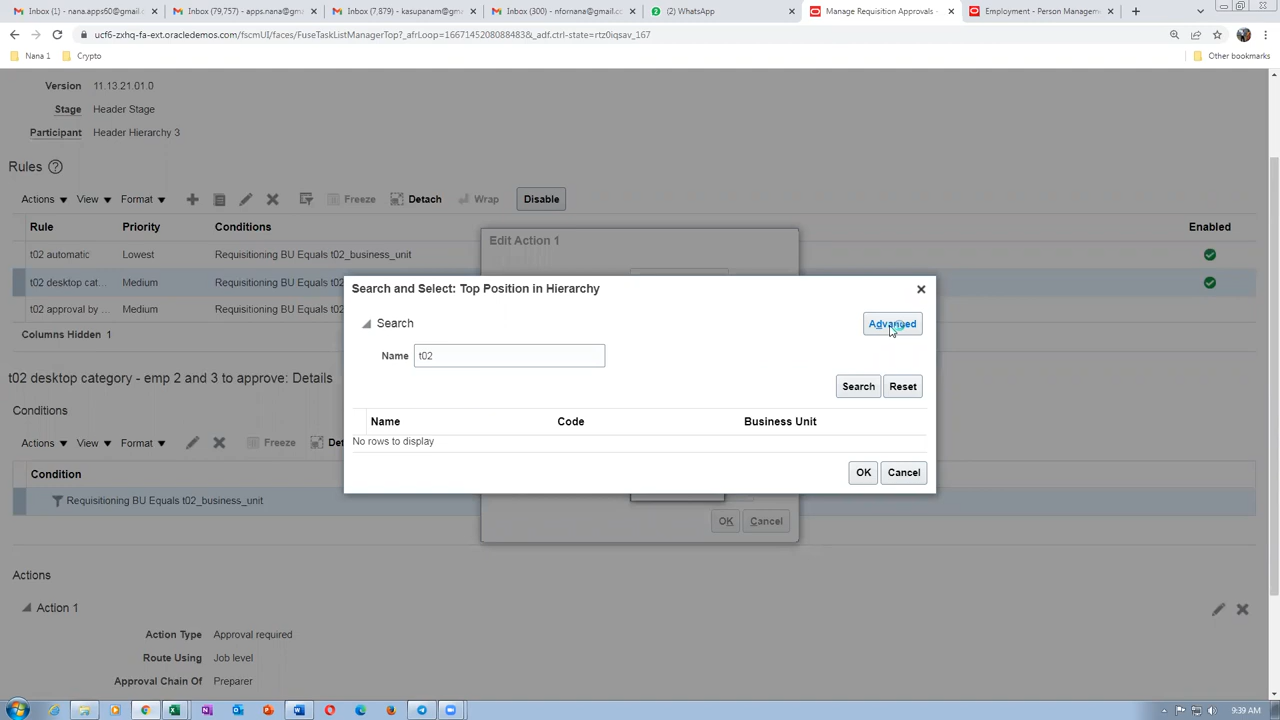 Inbox (1) - nana.apps60@gmail.c
Inbox (79,757) - apps.nana@gma
Inbox (7,879) - kasupanam@gma
Inbox (300) - nfornana@gmail.co
(2) WhatsApp
Manage Requisition Approvals -
Employment - Person Manageme
ucf6-zxhq-fa-ext.oracledemos.com/fscmUI/faces/FuseTaskListManagerTop?_afrLoop=16671452080888483&_adf.ctrl-state=rtz0iqsav_167
Nana 1
Crypto
Other bookmarks
Version 11.13.21.01.0
Stage Header Stage
Participant Header Hierarchy 3
Rules
Actions View Format Freeze Detach Wrap Disable
Rule Priority Conditions Enabled
t02 automatic Lowest Requisitioning BU Equals t02_business_unit
t02 desktop cat... Medium Requisitioning BU Equals t02
t02 approval by ... Medium Requisitioning BU Equals t02
Columns Hidden 1
Edit Action 1
Search and Select: Top Position in Hierarchy
Search
Advanced
Name t02
Search Reset
Name Code Business Unit
No rows to display
OK Cancel
OK Cancel
t02 desktop category - emp 2 and 3 to approve: Details
Conditions
Actions View Format Freeze Det
Condition
Requisitioning BU Equals t02_business_unit
Actions
Action 1
Action Type Approval required
Route Using Job level
Approval Chain Of Preparer
9:39 AM